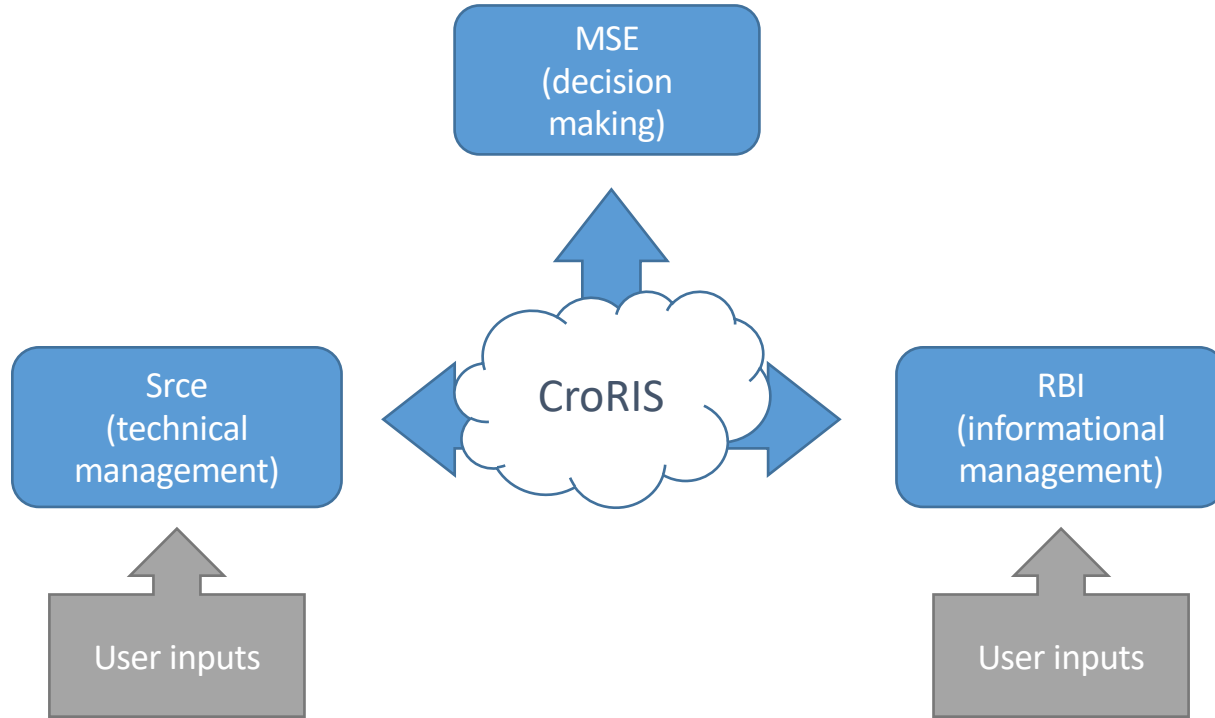 MSE
(decision
making)
CroRIS
Srce
(technical
management)
RBI
(informational
management)
User inputs
User inputs